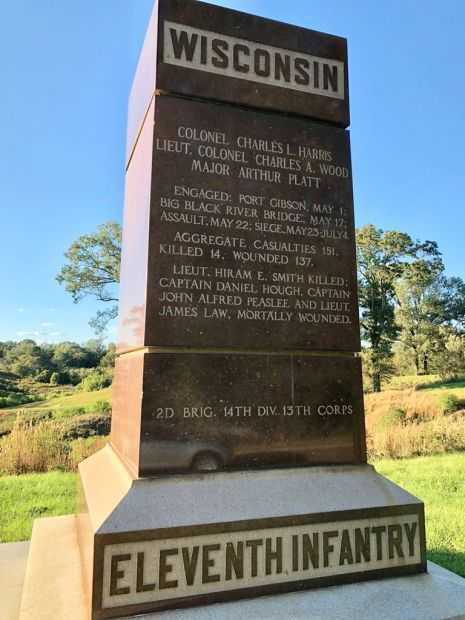 WISCONSIN
COLONEL CHARLES L. HARRIS
LIEUT. COLONEL CHARLES A. WOOD
MAJOR ARTHUR PLATT
ENGAGED: PORT GIBSON, MAY 1;
BIG BLACK RIVER BRIDGE, MAY 17;
ASSAULT, MAY 22; SIEGE, MAY 23-JULY 4
AGGREGATE CASUALTIES 151,
KILLED 14, WOUNDED 137,
LIEUT. HIRAM E. SMITH KILLED;
CAPTAIN DANIEL HOUGH, CAPTAIN
JOHN ALFRED PEASLEE AND LIEUT.
JAMES LAW, MORTALLY WOUNDED.
2D BRIG. 14TH DIV. 13TH CORPS
ELEVENTH INFANTRY